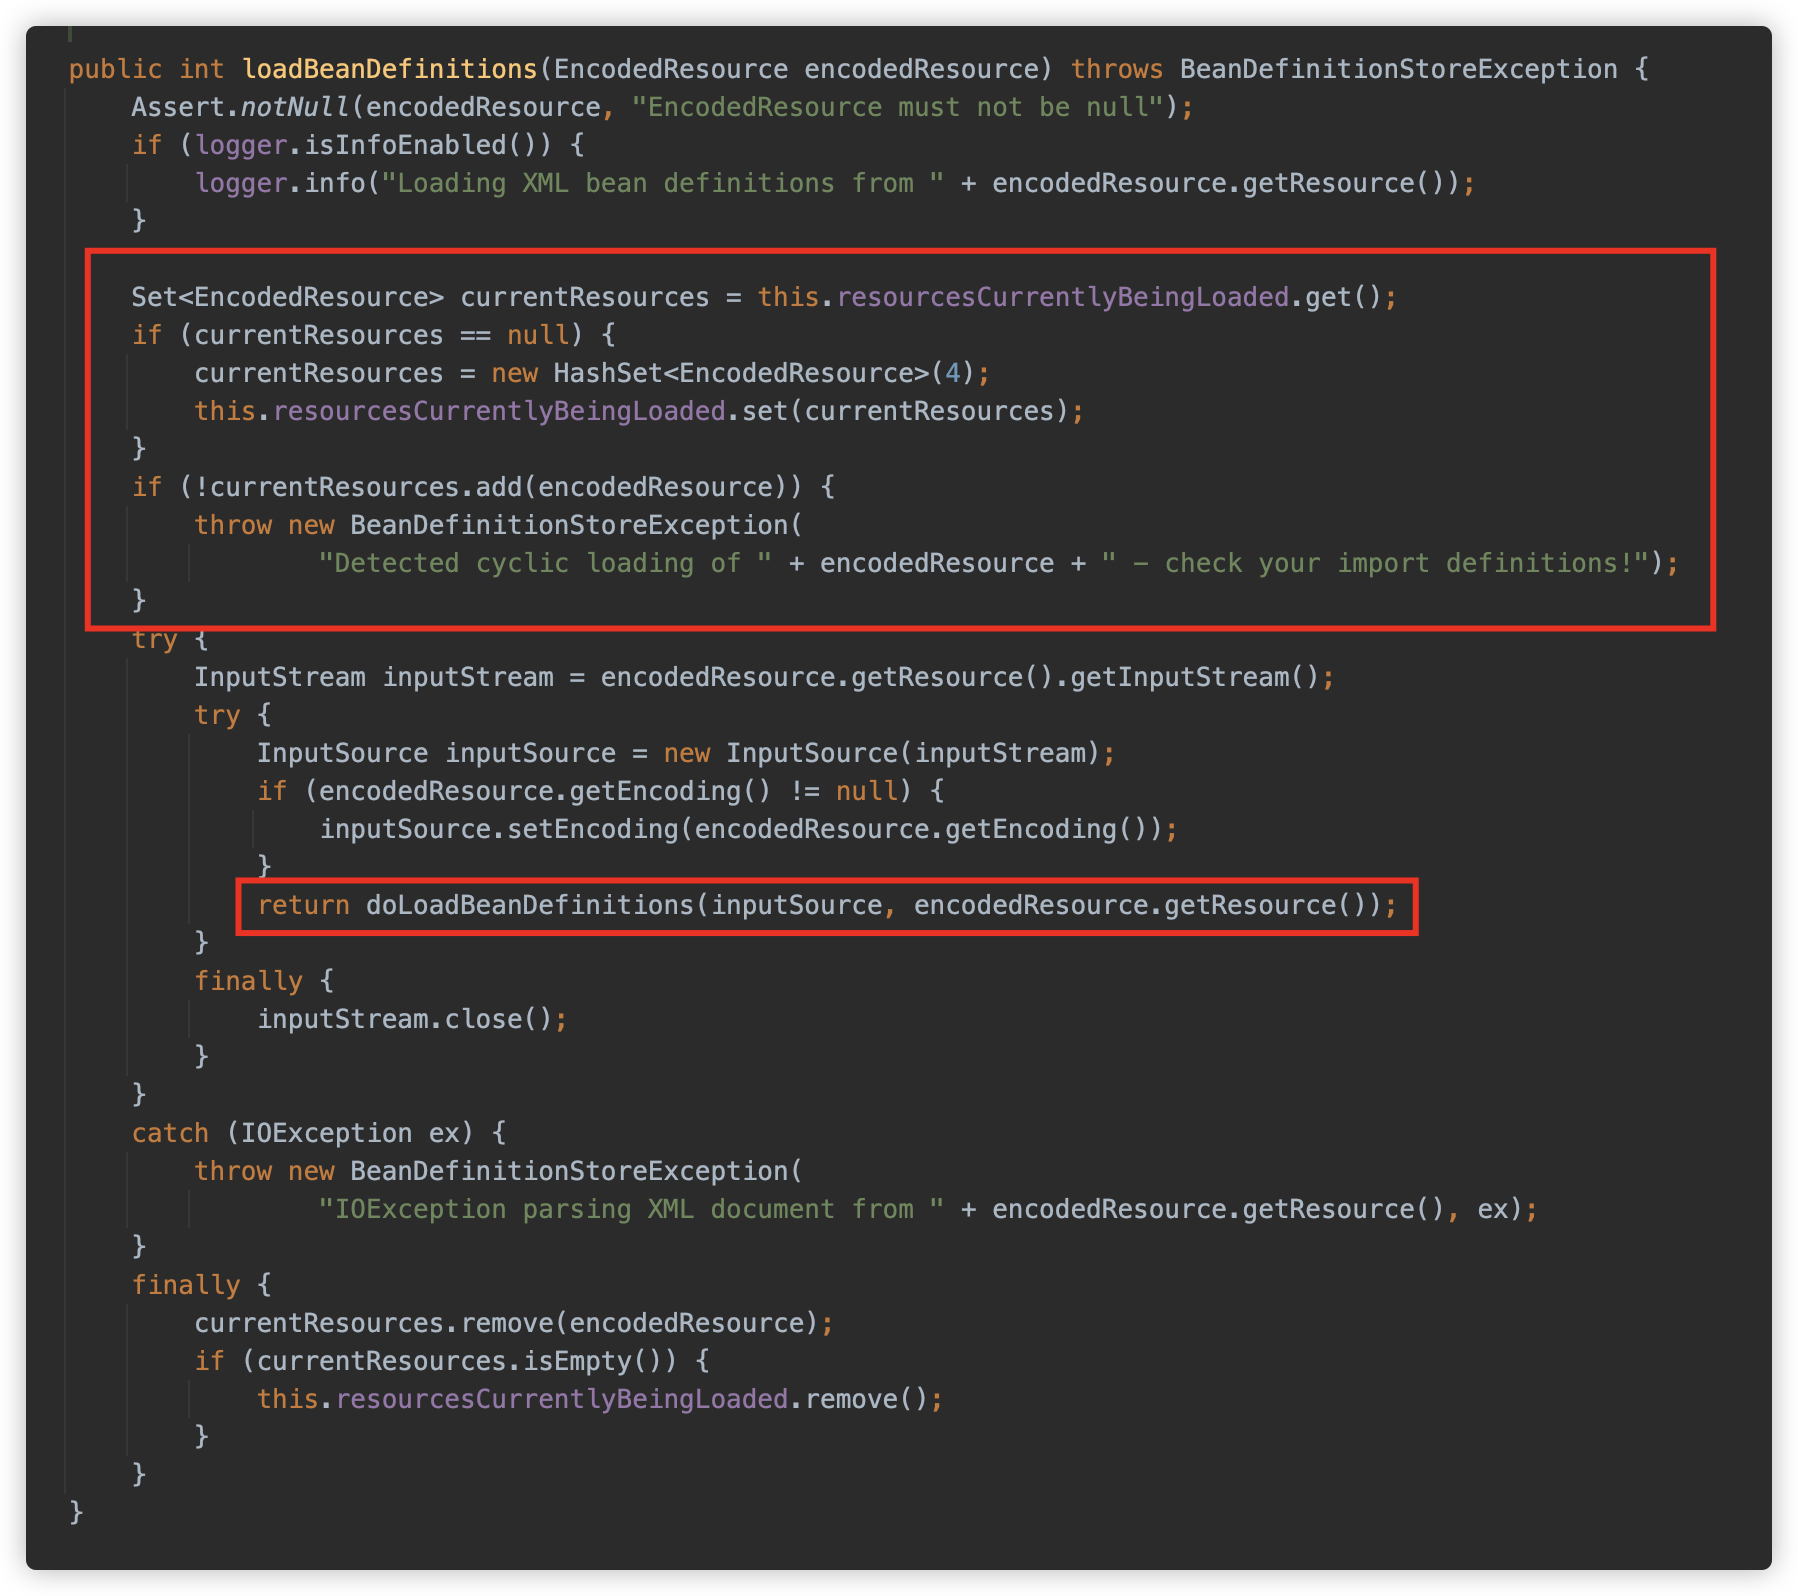 public int loadBeanDefinitions(EncodedResource encodedResource) throws BeanDefinitionStoreException {
    Assert.notNull(encodedResource, "EncodedResource must not be null");
    if (logger.isInfoEnabled()) {
        logger.info("Loading XML bean definitions from " + encodedResource.getResource());
    }
    Set<EncodedResource> currentResources = this.resourcesCurrentlyBeingLoaded.get();
    if (currentResources == null) {
        currentResources = new HashSet<EncodedResource>(4);
        this.resourcesCurrentlyBeingLoaded.set(currentResources);
    }
    if (!currentResources.add(encodedResource)) {
        throw new BeanDefinitionStoreException(
                "Detected cyclic loading of " + encodedResource + " - check your import definitions!");
    }
    try {
        InputStream inputStream = encodedResource.getResource().getInputStream();
        try {
            InputSource inputSource = new InputSource(inputStream);
            if (encodedResource.getEncoding() != null) {
                inputSource.setEncoding(encodedResource.getEncoding());
            }
            return doLoadBeanDefinitions(inputSource, encodedResource.getResource());
        }
        finally {
            inputStream.close();
        }
    }
    catch (IOException ex) {
        throw new BeanDefinitionStoreException(
                "IOException parsing XML document from " + encodedResource.getResource(), ex);
    }
    finally {
        currentResources.remove(encodedResource);
        if (currentResources.isEmpty()) {
            this.resourcesCurrentlyBeingLoaded.remove();
        }
    }
}